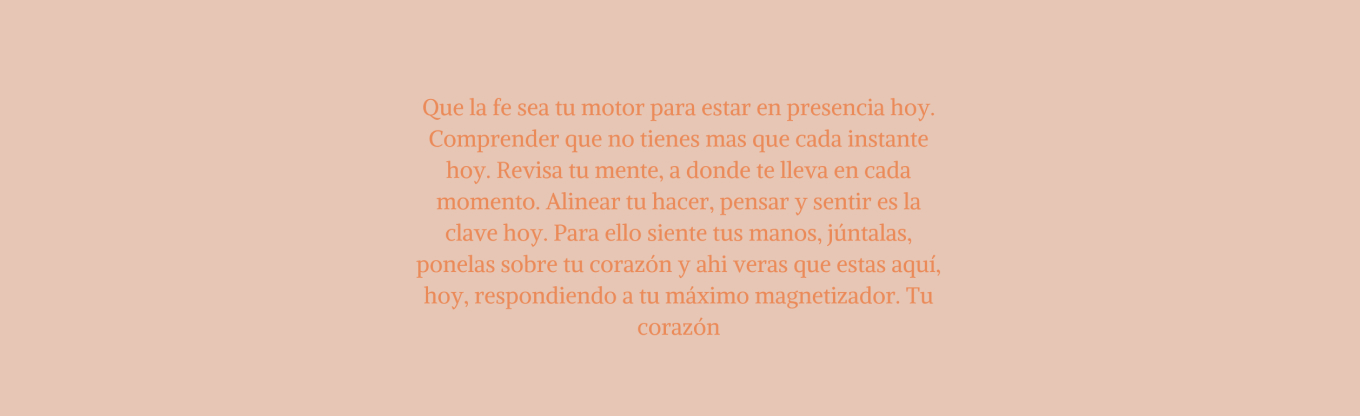 Que la fe sea tu motor para estar en presencia hoy.
Comprender que no tienes mas que cada instante
hoy. Revisa tu mente, a donde te lleva en cada
momento. Alinear tu hacer, pensar y sentir es la
clave hoy. Para ello siente tus manos, júntalas,
ponelas sobre tu corazón y ahi veras que estas aquí,
hoy, respondiendo a tu máximo magnetizador. Tu
corazón